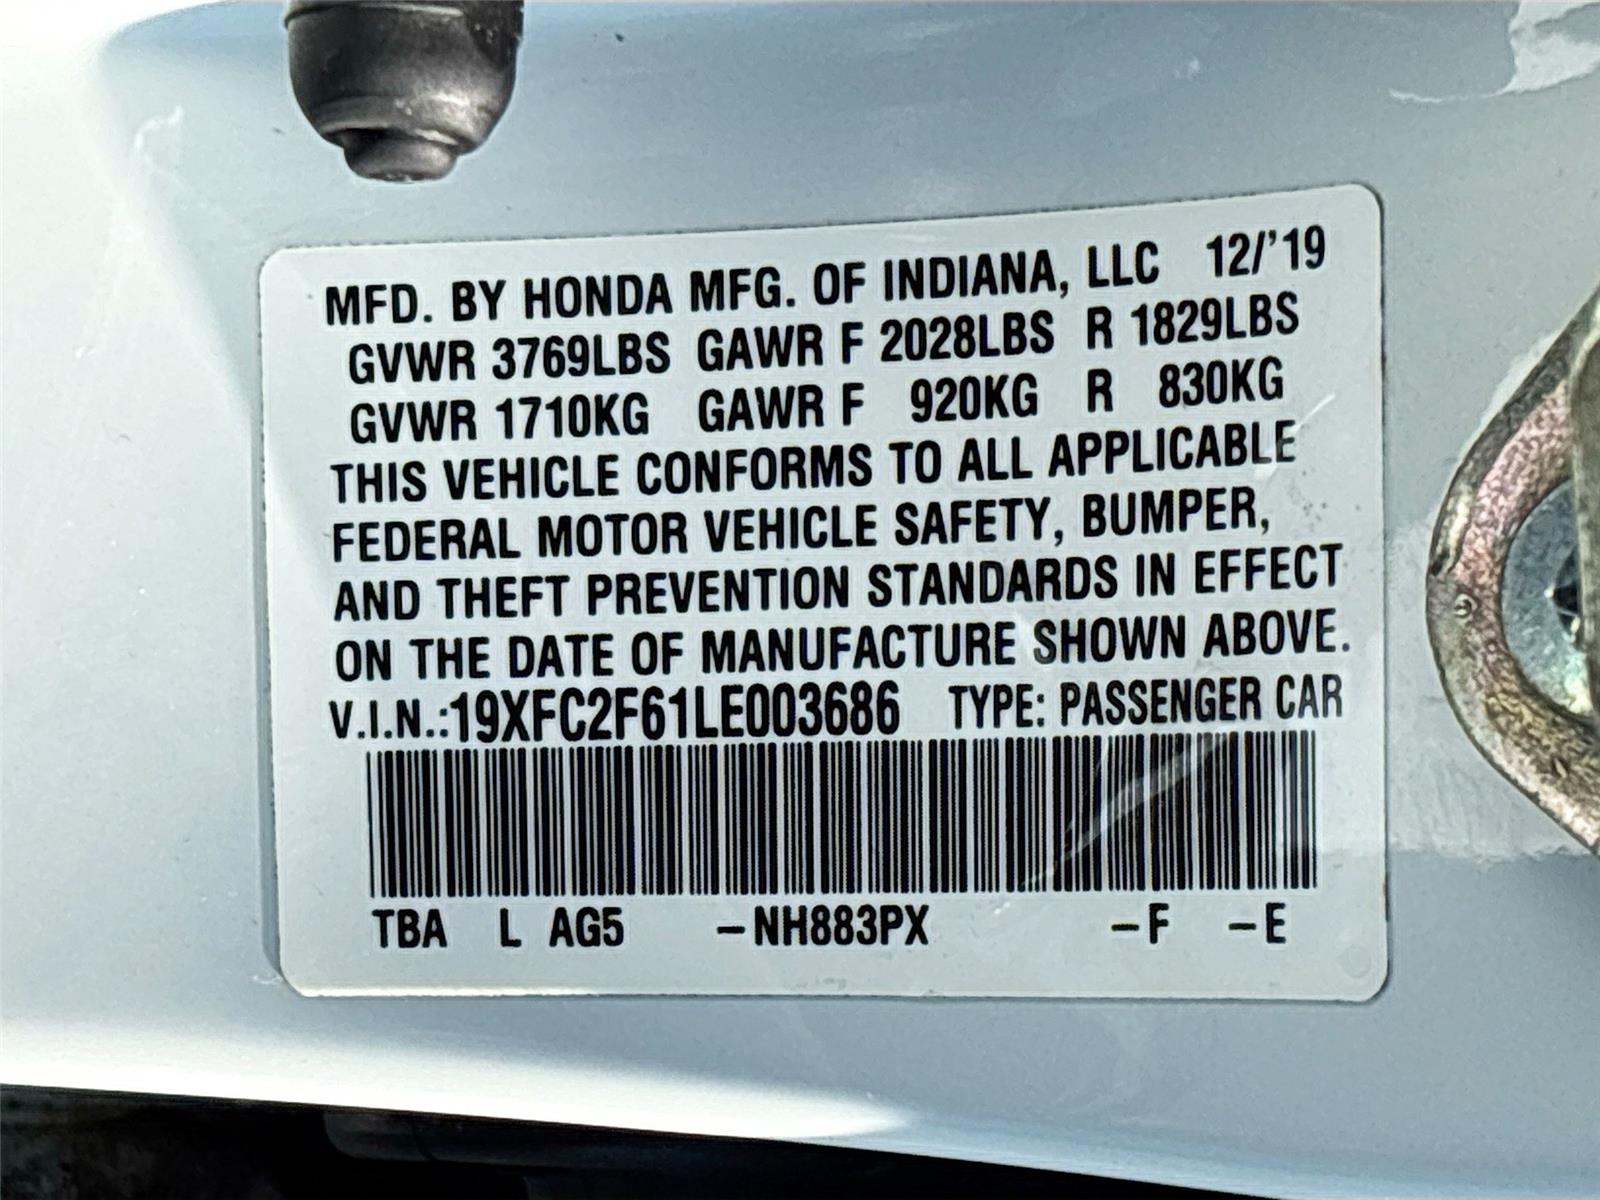 MFD. BY HONDA MFG. OF INDIANA, LLC 12/'19
GVWR 3769LBS GAWR F 2028LBS R 1829LBS
GVWR 1710KG GAWR F 920KG R 830KG
THIS VEHICLE CONFORMS TO ALL APPLICABLE
FEDERAL MOTOR VEHICLE SAFETY, BUMPER,
AND THEFT PREVENTION STANDARDS IN EFFECT
ON THE DATE OF MANUFACTURE SHOWN ABOVE.
V.I.N.:19XFC2F61LE003686 TYPE: PASSENGER CAR
TBA L AG5 –NH883PX –F –E